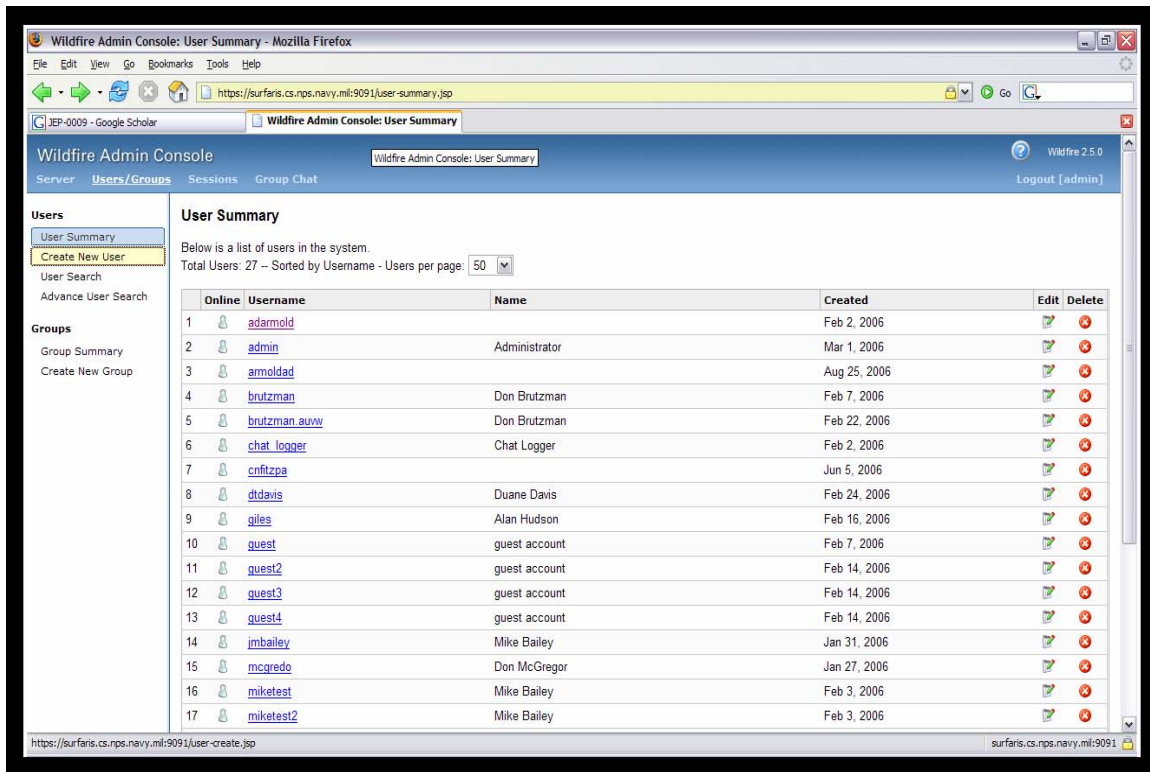 Wildfire Admin Console: User Summary - Mozilla Firefox
File Edit View Go Bookmarks Tools Help
https://surfaris.cs.nps.navy.mil:9091/user-summary.jsp Go G
G JEP-0009 - Google Scholar Wildfire Admin Console: User Summary
Wildfire Admin Console Wildfire Admin Console: User Summary ? Wildfire 2.5.0
Server Users/Groups Sessions Group Chat Logout [admin]
Users
User Summary
Create New User
User Search
Advance User Search
Groups
Group Summary
Create New Group
User Summary
Below is a list of users in the system.
Total Users: 27 -- Sorted by Username - Users per page: 50
Online Username Name Created Edit Delete
1 adarmold Feb 2, 2006
2 admin Administrator Mar 1, 2006
3 armoldad Aug 25, 2006
4 brutzman Don Brutzman Feb 7, 2006
5 brutzman.auvw Don Brutzman Feb 22, 2006
6 chat_logger Chat Logger Feb 2, 2006
7 cnfitzpa Jun 5, 2006
8 dtdavis Duane Davis Feb 24, 2006
9 giles Alan Hudson Feb 16, 2006
10 guest guest account Feb 7, 2006
11 guest2 guest account Feb 14, 2006
12 guest3 guest account Feb 14, 2006
13 guest4 guest account Feb 14, 2006
14 jmbailey Mike Bailey Jan 31, 2006
15 mcgredo Don McGregor Jan 27, 2006
16 miketest Mike Bailey Feb 3, 2006
17 miketest2 Mike Bailey Feb 3, 2006
https://surfaris.cs.nps.navy.mil:9091/user-create.jsp surfaris.cs.nps.navy.mil:9091